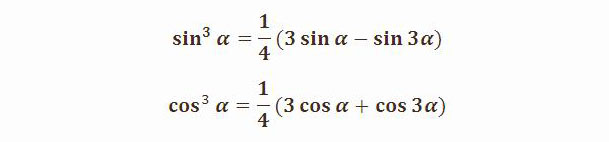 sin³ α = 1/4 (3 sin α − sin 3α)
cos³ α = 1/4 (3 cos α + cos 3α)